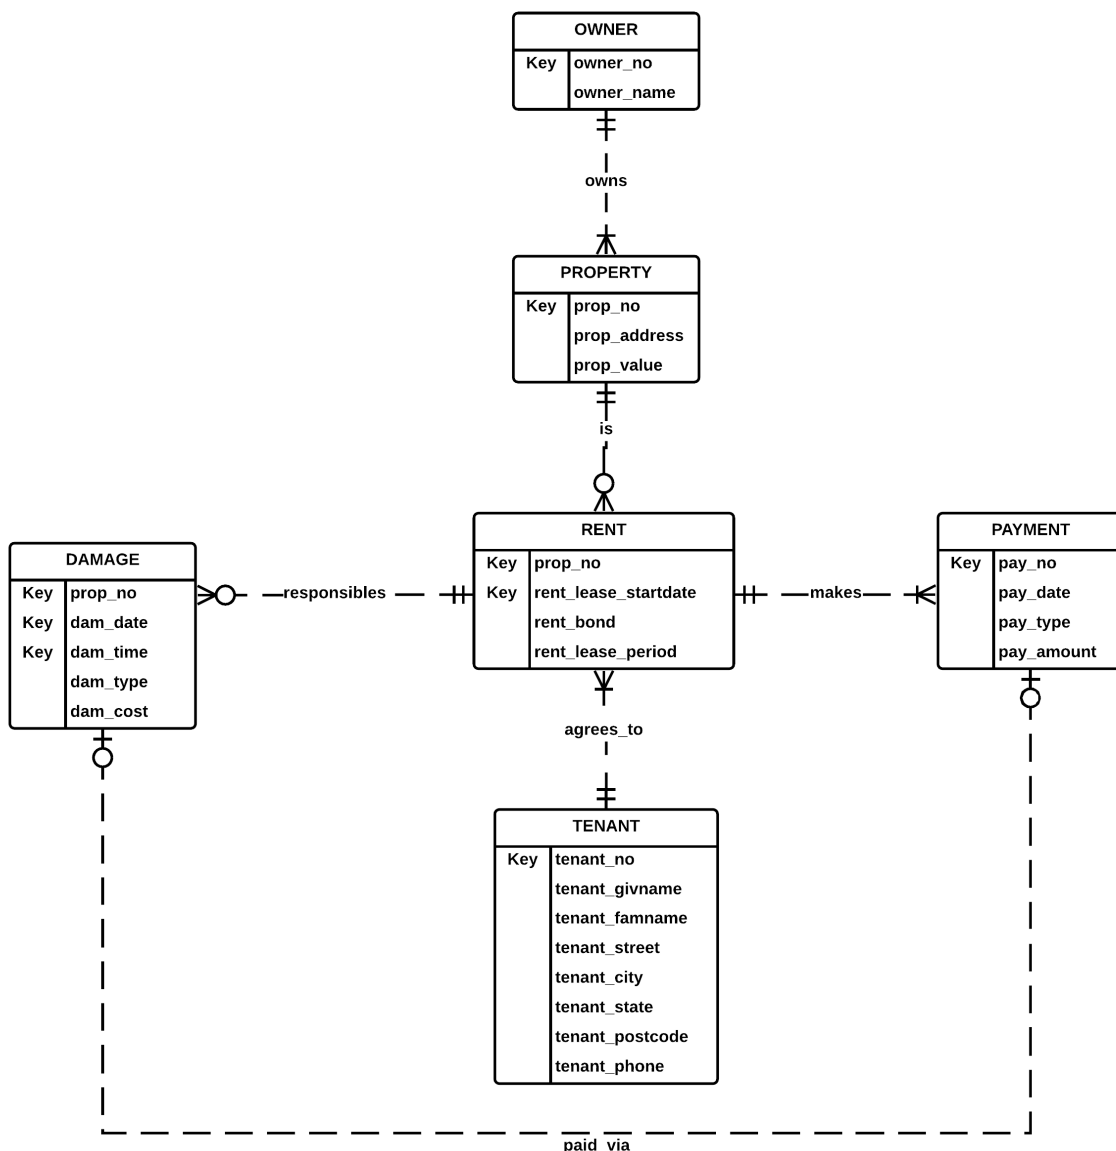 OWNER
Key owner_no
owner_name
owns
PROPERTY
Key prop_no
prop_address
prop_value
is
RENT
Key prop_no
Key rent_lease_startdate
rent_bond
rent_lease_period
DAMAGE
Key prop_no
Key dam_date
Key dam_time
dam_type
dam_cost
responsibles
makes
PAYMENT
Key pay_no
pay_date
pay_type
pay_amount
agrees_to
TENANT
Key tenant_no
tenant_givname
tenant_famname
tenant_street
tenant_city
tenant_state
tenant_postcode
tenant_phone
paid_via